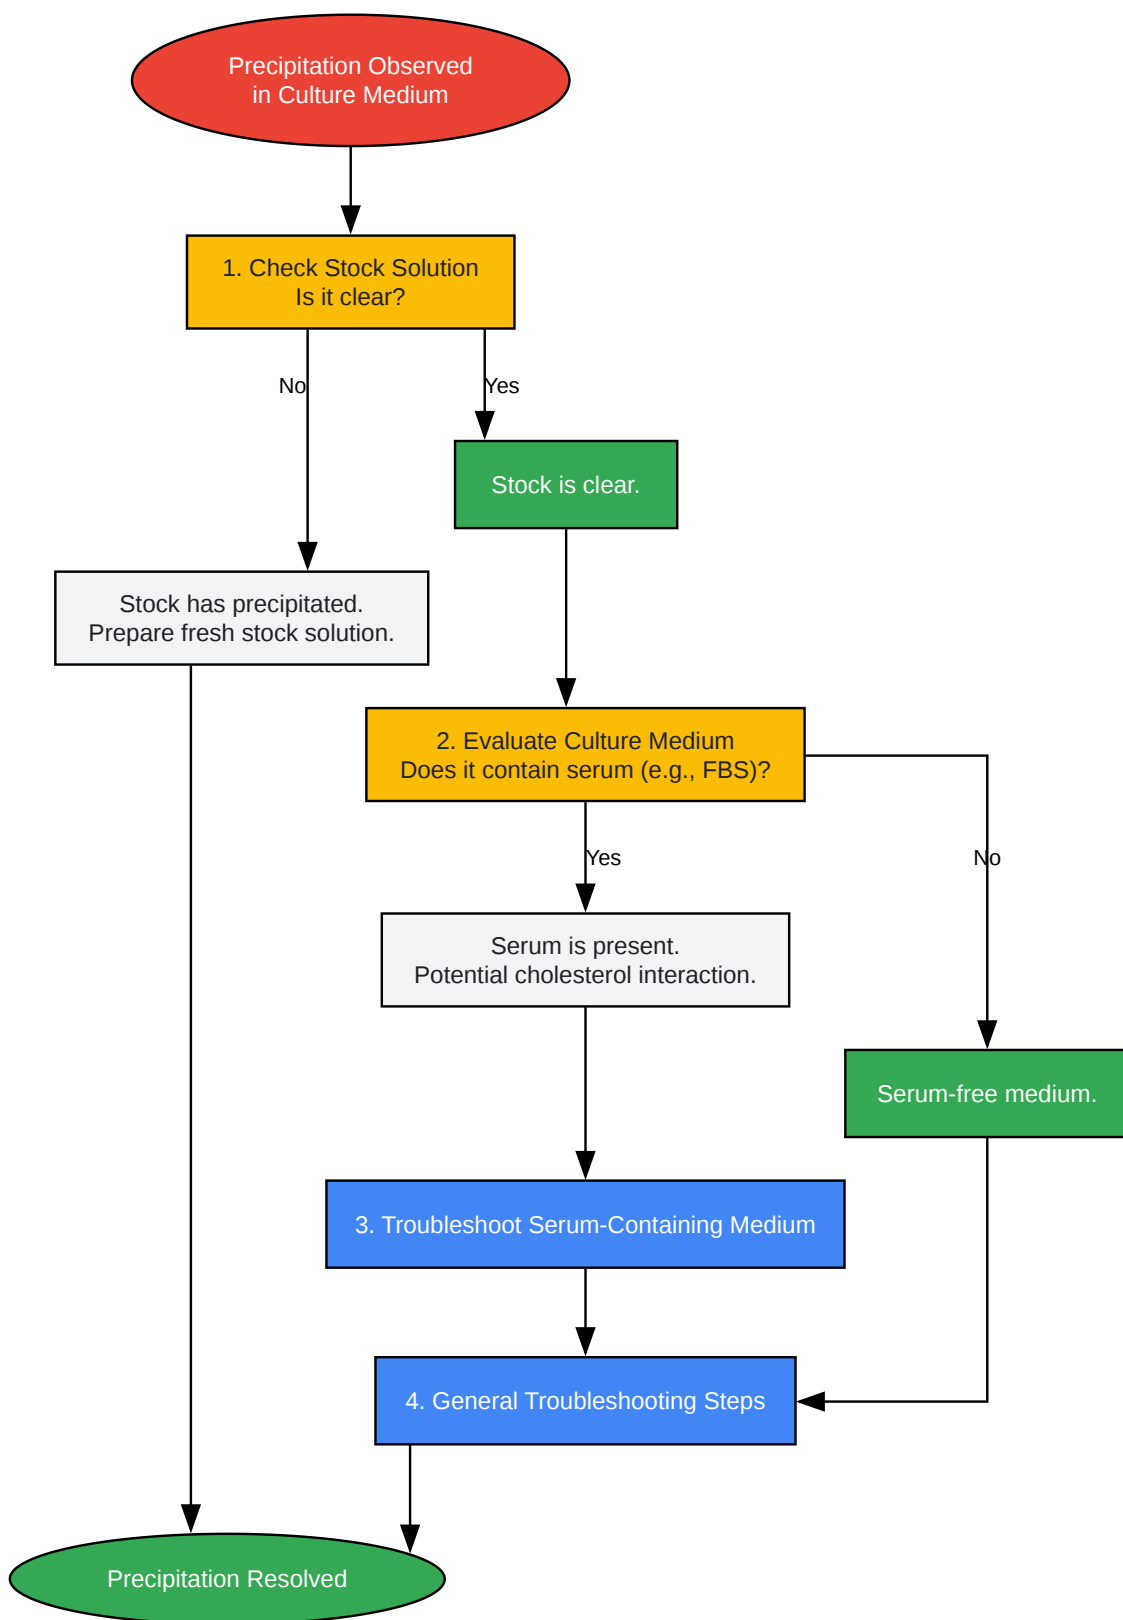 Precipitation Observed
in Culture Medium
1. Check Stock Solution
Is it clear?
No
Yes
Stock is clear.
Stock has precipitated.
Prepare fresh stock solution.
2. Evaluate Culture Medium
Does it contain serum (e.g., FBS)?
Yes
No
Serum is present.
Potential cholesterol interaction.
Serum-free medium.
3. Troubleshoot Serum-Containing Medium
4. General Troubleshooting Steps
Precipitation Resolved